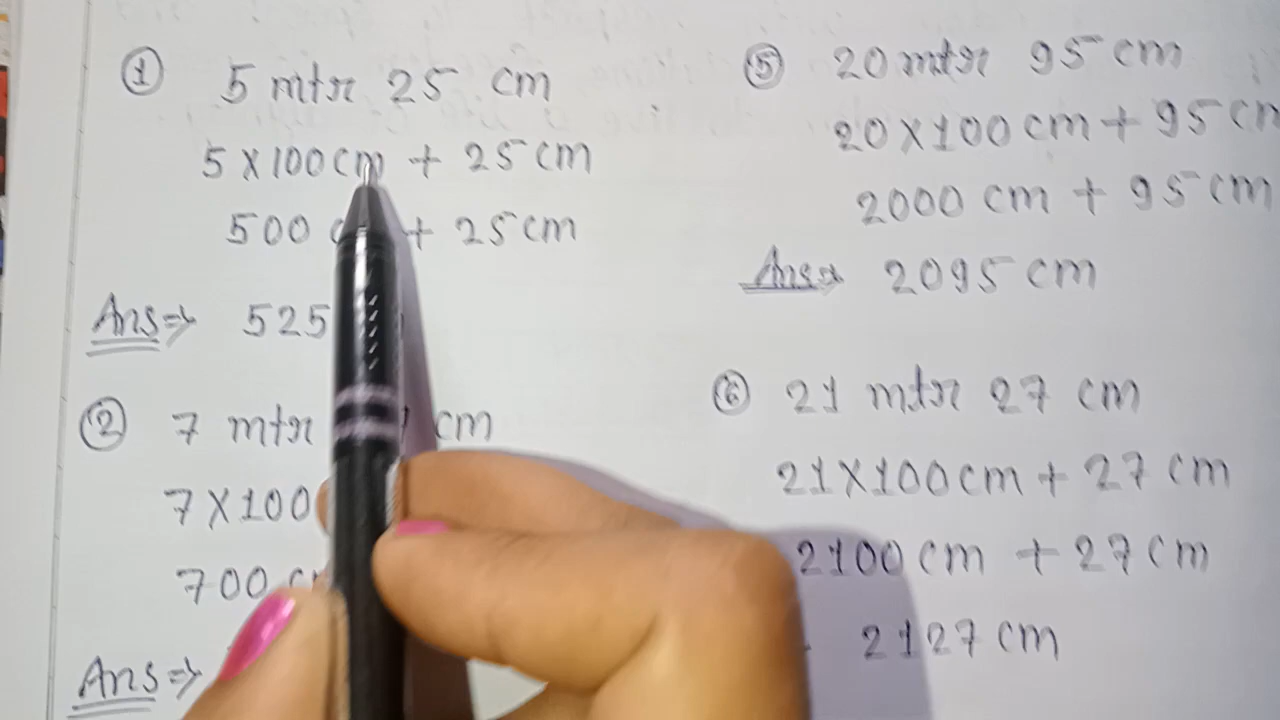 ① 5 mtr 25 cm
5 X 100 cm + 25 cm
500 + 25 cm
Ans⇒ 525
② 7 mtr cm
7 X 100
700
Ans⇒
⑤ 20 mtr 95 cm
20 X 100 cm + 95 cm
2000 cm + 95 cm
Ans⇒ 2095 cm
⑥ 21 mtr 27 cm
21 X 100 cm + 27 cm
2100 cm + 27 cm
2127 cm